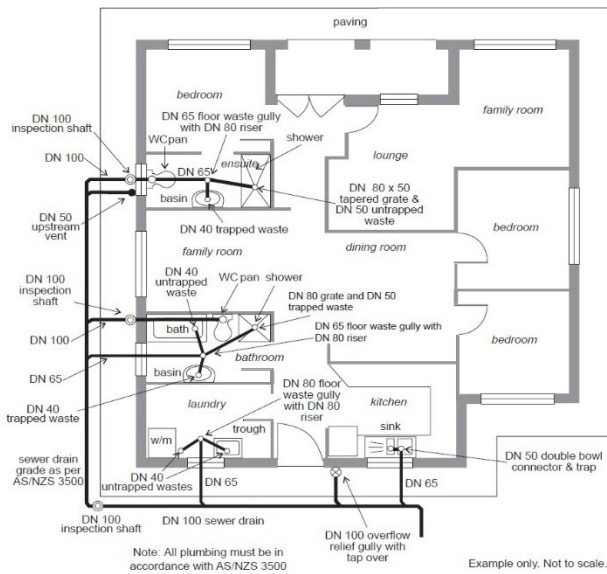 paving
bedroom
DN 65 floor waste gully
with DN 80 riser
family room
DN 100
inspection shaft
WC pan
shower
DN 100
DN 65
ensuite
lounge
basin
DN 80 x 50
tapered grate &
DN 50 untrapped
waste
DN 50
upstream
vent
DN 40 trapped waste
bedroom
family room
dining room
DN 40
untrapped
waste
WC pan
shower
DN 100
inspection
shaft
DN 80 grate and DN 50
trapped waste
DN 100
bath
DN 65 floor waste gully with
DN 80 riser
bedroom
DN 65
basin
bathroom
DN 40
trapped waste
laundry
DN 80 floor
waste gully
with DN 80
riser
kitchen
sink
w/m
trough
DN 50 double bowl
connector & trap
sewer drain
grade as per
AS/NZS 3500
DN 40
untrapped wastes
DN 65
DN 65
DN 100
inspection shaft
DN 100 sewer drain
DN 100 overflow
relief gully with
tap over
Note: All plumbing must be in
accordance with AS/NZS 3500
Example only. Not to scale.